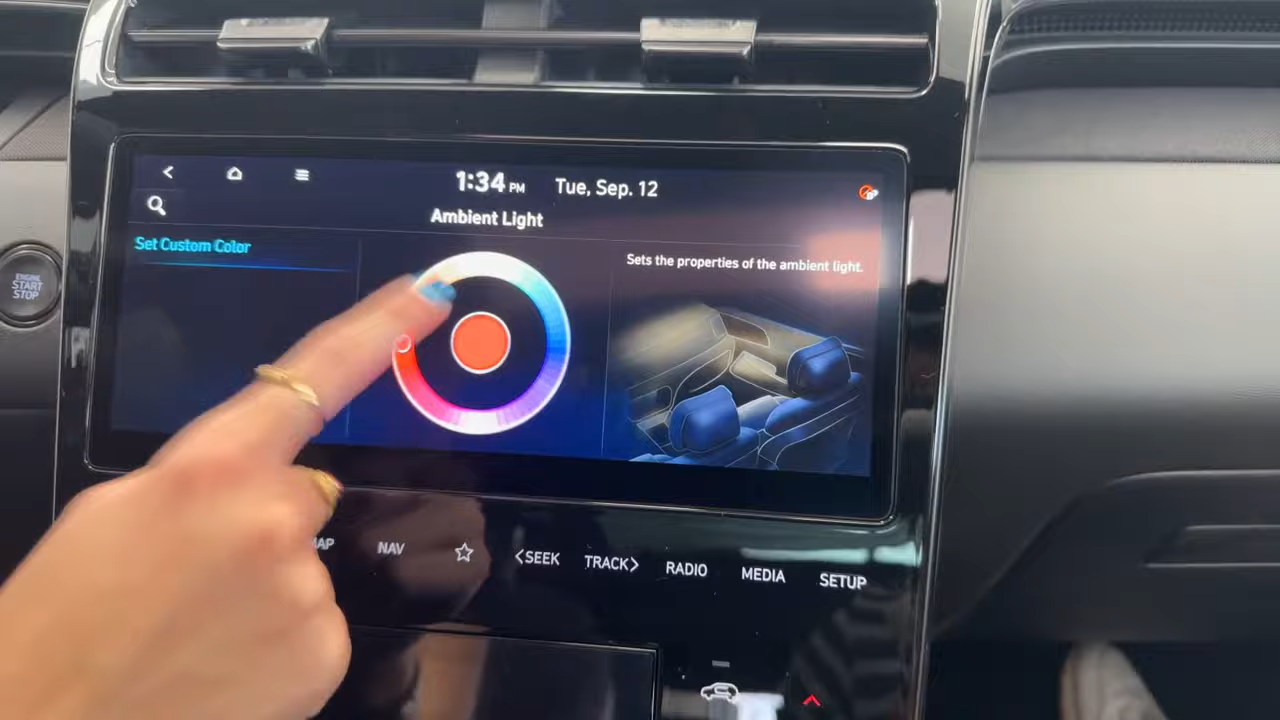 1:34 PM Tue, Sep. 12
Ambient Light
Set Custom Color
Sets the properties of the ambient light.
ENGINE
START
STOP
NAV
<SEEK
TRACK>
RADIO
MEDIA
SETUP